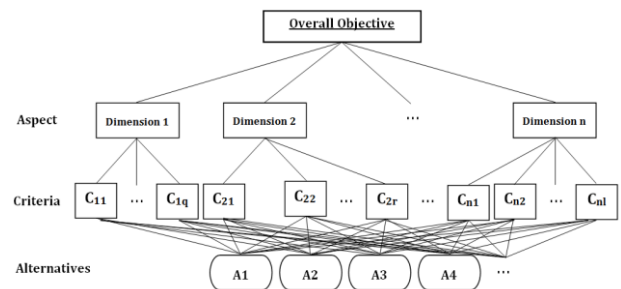 Overall Objective
Aspect Dimension 1 Dimension 2 ... Dimension n
Criteria C11 ... C1q C21 C22 ... C2r ... Cn1 Cn2 ... Cnl
Alternatives A1 A2 A3 A4 ...